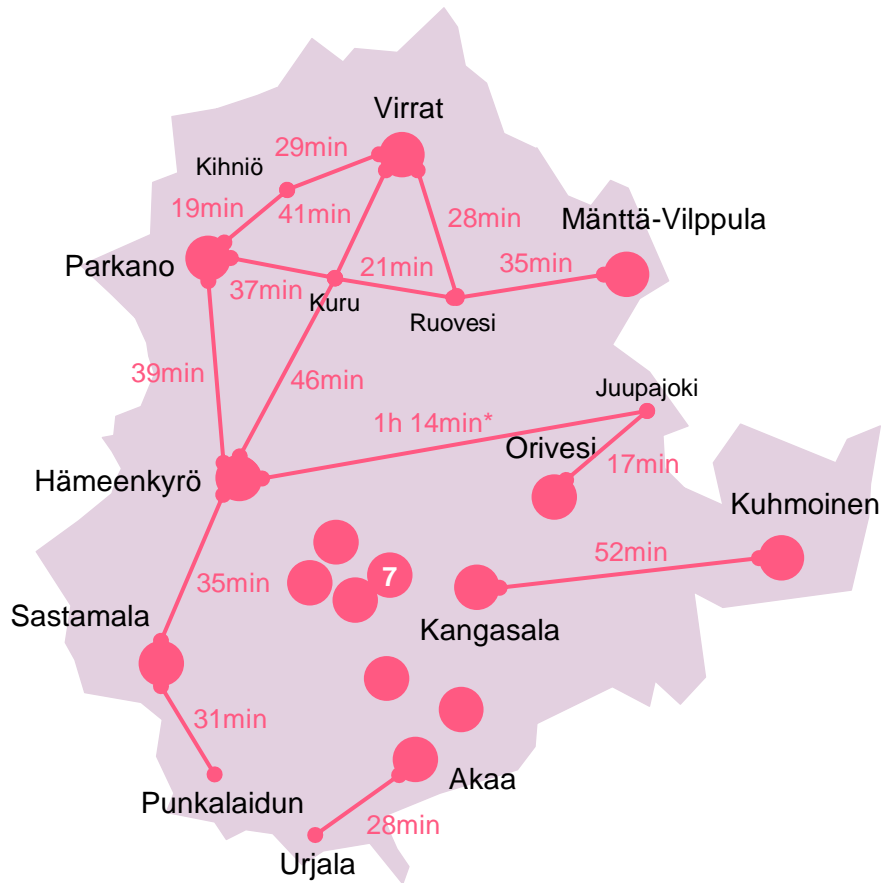 Virrat
29min
Kihniö
19min
41min
28min
Mänttä-Vilppula
Parkano
37min
21min
35min
Kuru
Ruovesi
39min
46min
Juupajoki
1h 14min*
Orivesi
17min
Hämeenkyrö
Kuhmoinen
52min
35min
7
Sastamala
Kangasala
31min
Punkalaidun
Akaa
28min
Urjala